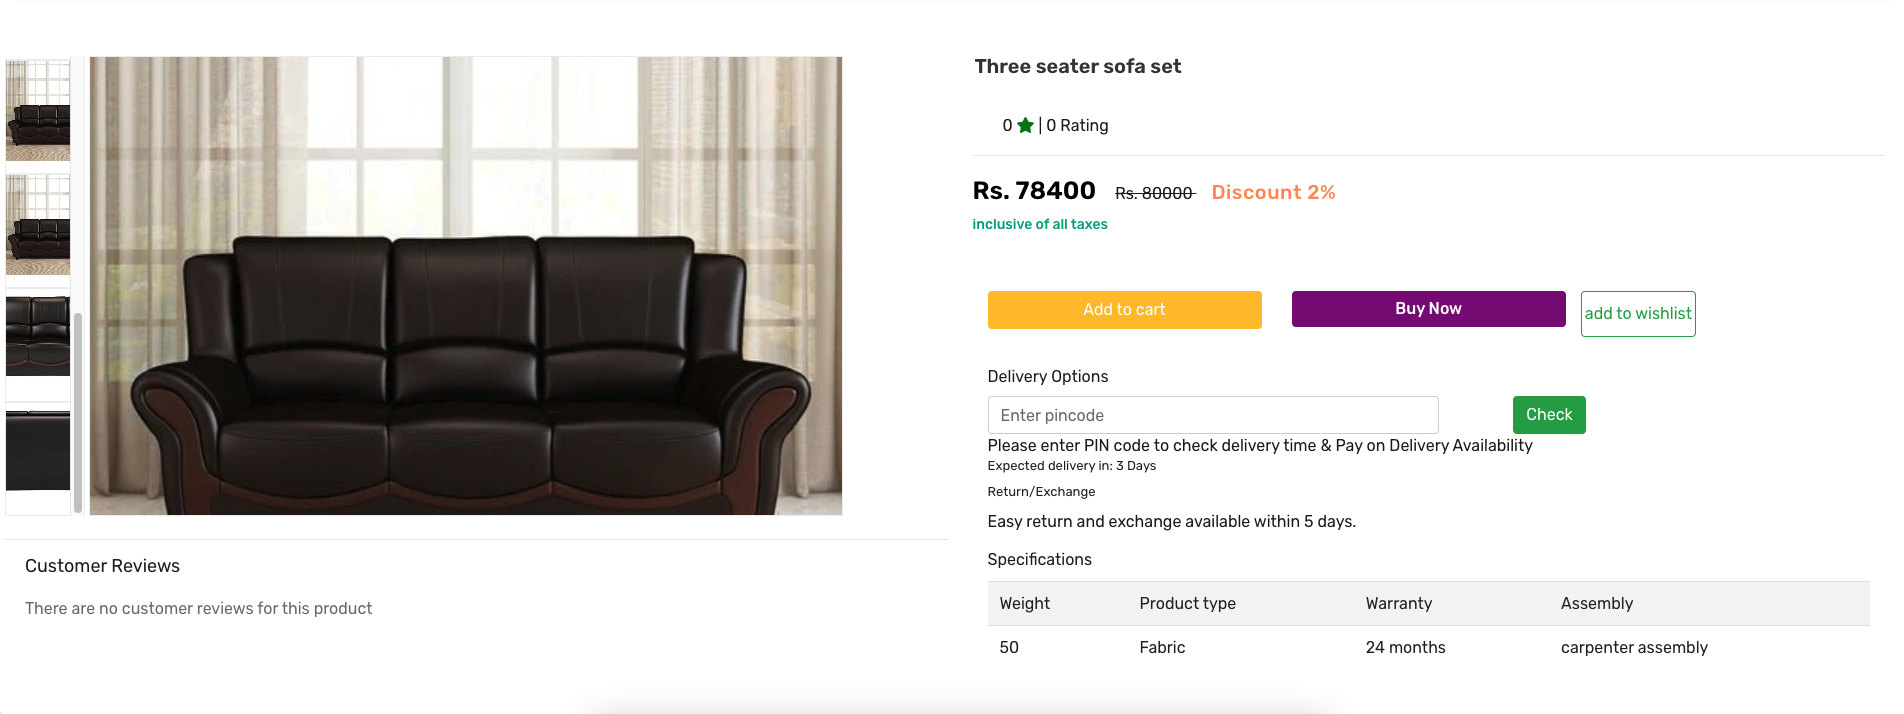 Three seater sofa set
0 ★ | 0 Rating
Rs. 78400 Rs. 80000 Discount 2%
inclusive of all taxes
Add to cart Buy Now add to wishlist
Delivery Options
Enter pincode Check
Please enter PIN code to check delivery time & Pay on Delivery Availability
Expected delivery in: 3 Days
Return/Exchange
Easy return and exchange available within 5 days.
Specifications
Weight Product type Warranty Assembly
50 Fabric 24 months carpenter assembly
Customer Reviews
There are no customer reviews for this product